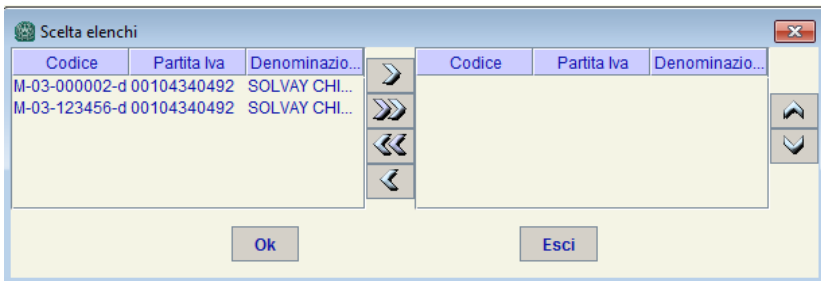 Scelta elenchi
Codice Partita Iva Denominazio... Codice Partita Iva Denominazio...
M-03-000002-d 00104340492 SOLVAY CHI...
M-03-123456-d 00104340492 SOLVAY CHI...
Ok Esci